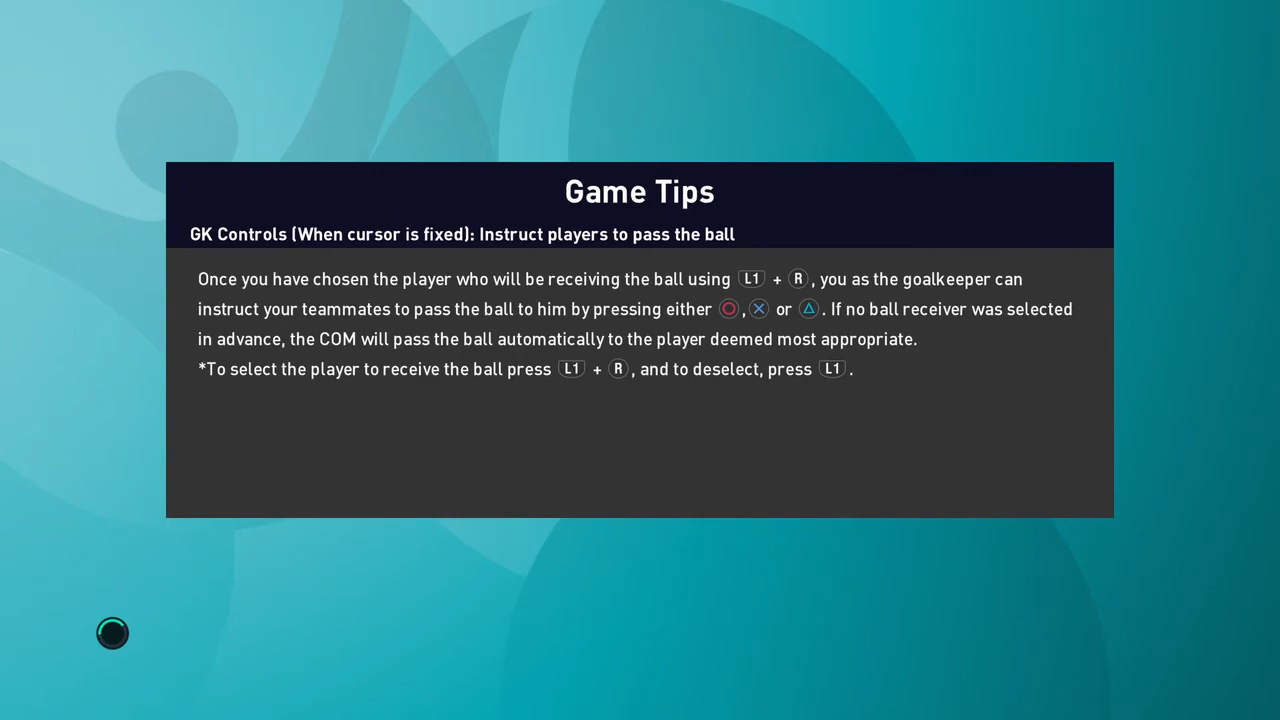 Game Tips
GK Controls (When cursor is fixed): Instruct players to pass the ball
Once you have chosen the player who will be receiving the ball using L1 + R, you as the goalkeeper can
instruct your teammates to pass the ball to him by pressing either ○,✕ or △. If no ball receiver was selected
in advance, the COM will pass the ball automatically to the player deemed most appropriate.
*To select the player to receive the ball press L1 + R, and to deselect, press L1.